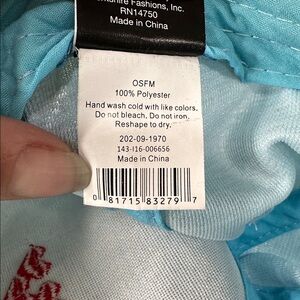 Fashions, Inc.
RN14750
Made in China
OSFM
100% Polyester
Hand wash cold with like colors.
Do not bleach. Do not iron.
Reshape to dry.
202-09-1970
143-I16-006656
Made in China
0 81715 83279 7